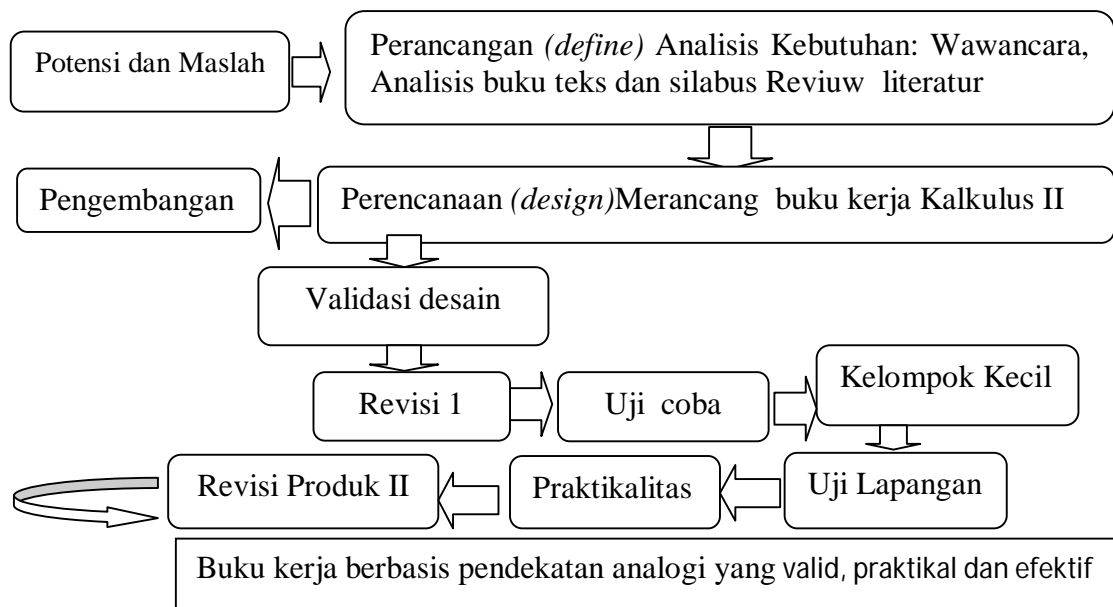 Potensi dan Maslah
Perancangan (define) Analisis Kebutuhan: Wawancara,
Analisis buku teks dan silabus Reviuw literatur
Pengembangan
Perencanaan (design)Merancang buku kerja Kalkulus II
Validasi desain
Revisi 1
Uji coba
Kelompok Kecil
Revisi Produk II
Praktikalitas
Uji Lapangan
Buku kerja berbasis pendekatan analogi yang valid, praktikal dan efektif